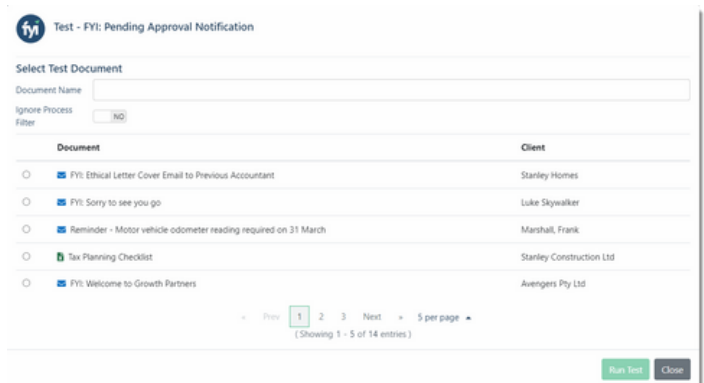 fyi Test - FYI: Pending Approval Notification
Select Test Document
Document Name
Ignore Process
Filter
NO
Document Client
FYI: Ethical Letter Cover Email to Previous Accountant Stanley Homes
FYI: Sorry to see you go Luke Skywalker
Reminder - Motor vehicle odometer reading required on 31 March Marshall, Frank
Tax Planning Checklist Stanley Construction Ltd
FYI: Welcome to Growth Partners Avengers Pty Ltd
« Prev 1 2 3 Next » 5 per page
( Showing 1 - 5 of 14 entries )
Run Test Close